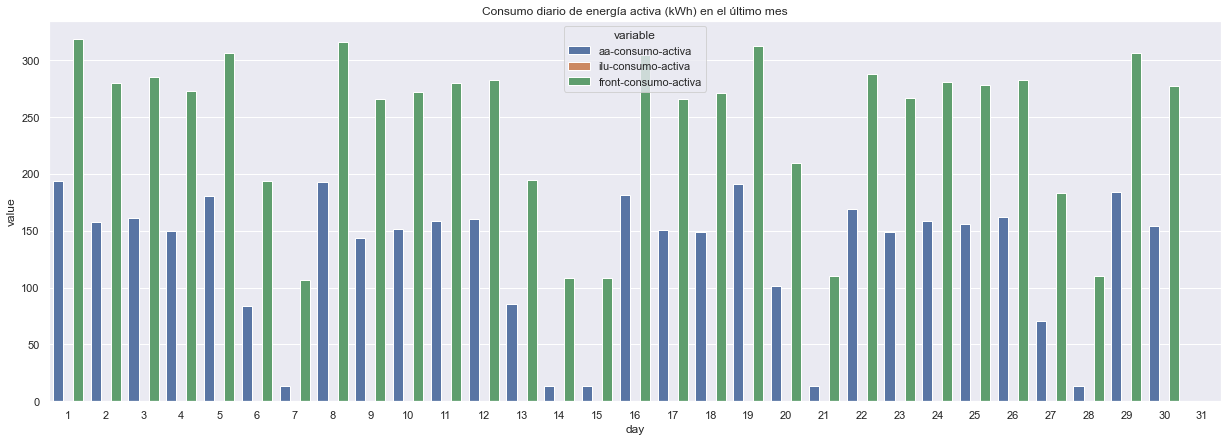 Consumo diario de energía activa (kWh) en el último mes
variable
aa-consumo-activa
ilu-consumo-activa
front-consumo-activa
300
250
200
150
100
50
0
value
1 2 3 4 5 6 7 8 9 10 11 12 13 14 15 16 17 18 19 20 21 22 23 24 25 26 27 28 29 30 31
day